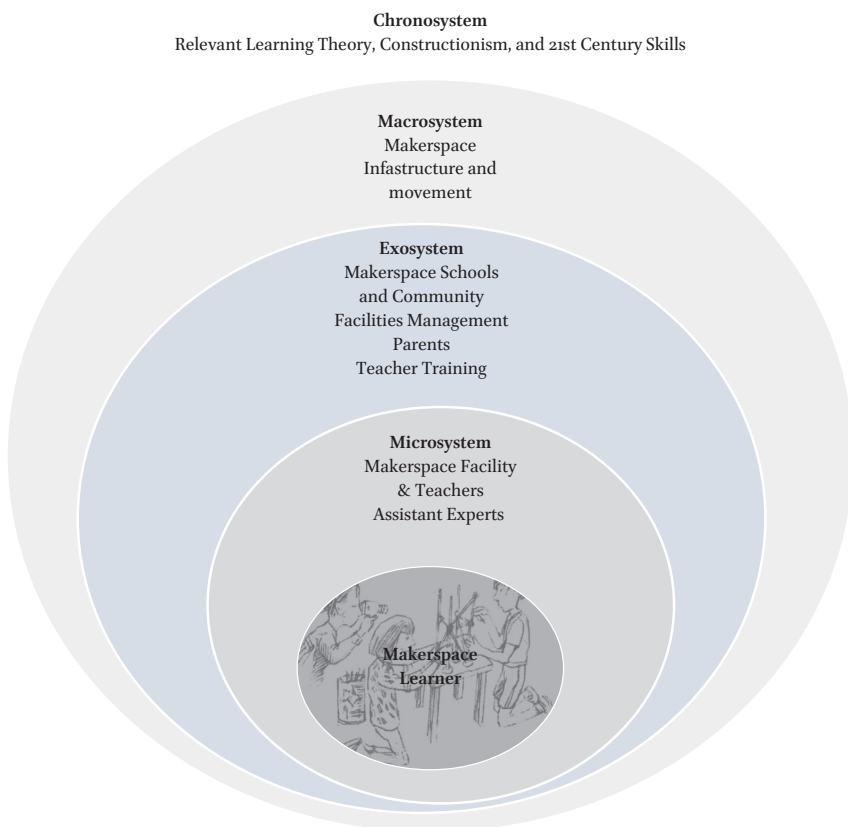 Chronosystem
Relevant Learning Theory, Constructionism, and 21st Century Skills
Macrosystem
Makerspace
Infastructure and
movement
Exosystem
Makerspace Schools
and Community
Facilities Management
Parents
Teacher Training
Microsystem
Makerspace Facility
& Teachers
Assistant Experts
Makerspace
Learner